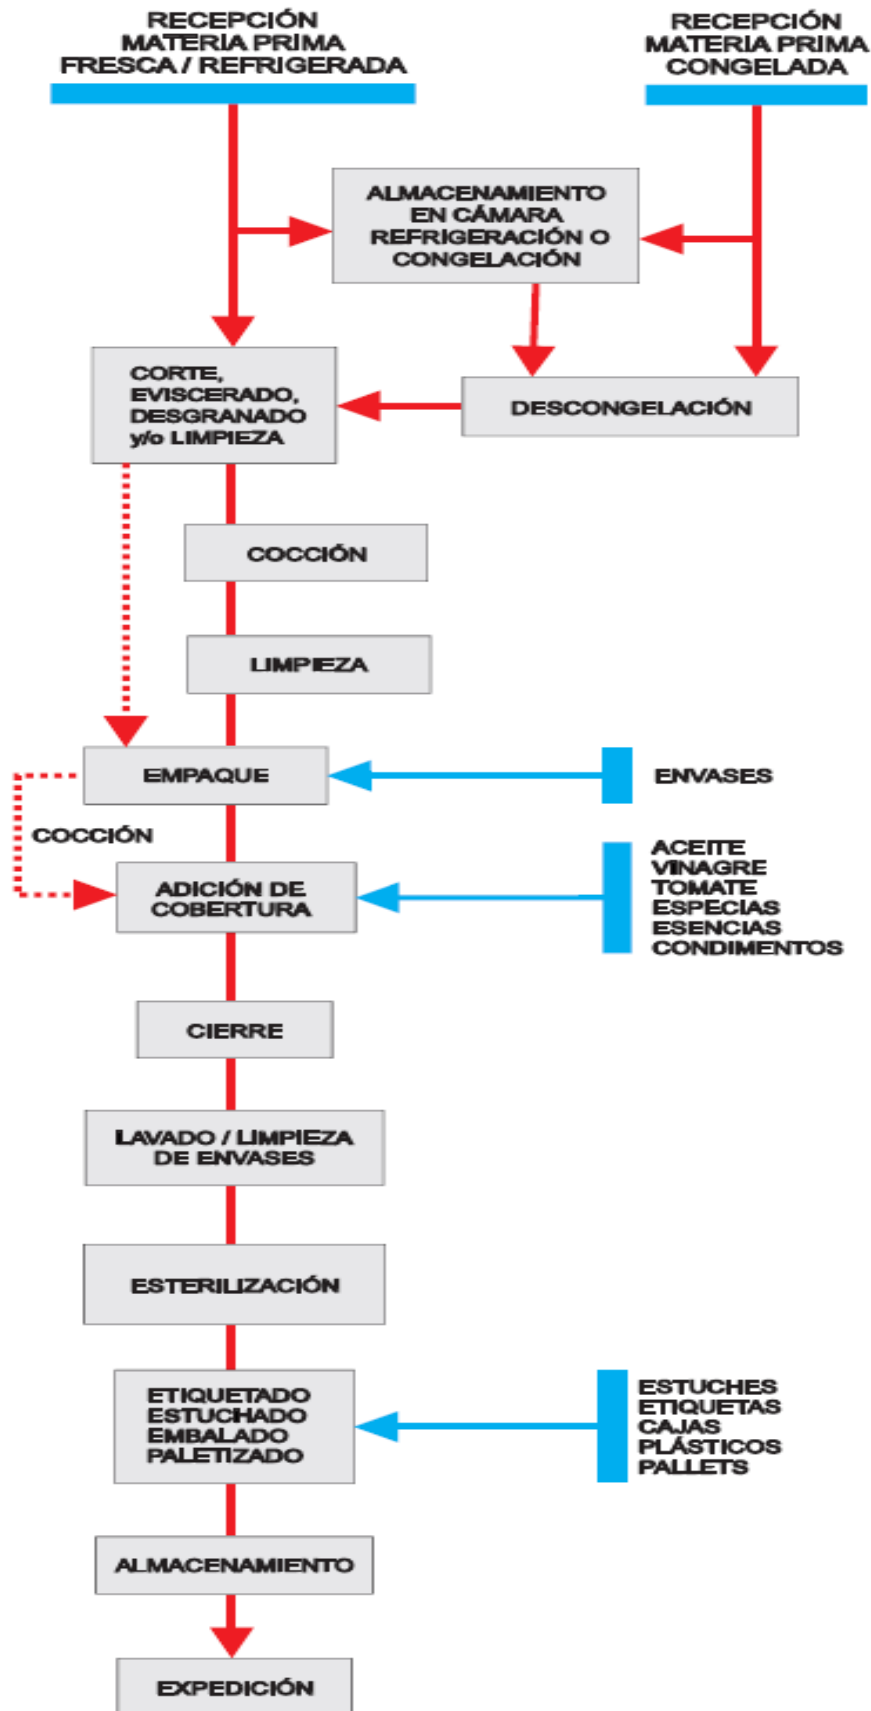 RECEPCIÓN
MATERIA PRIMA
FRESCA / REFRIGERADA
RECEPCIÓN
MATERIA PRIMA
CONGELADA
ALMACENAMIENTO
EN CÁMARA
REFRIGERACIÓN O
CONGELACIÓN
CORTE,
EVISCERADO,
DESGRANADO
y/o LIMPIEZA
DESCONGELACIÓN
COCCIÓN
LIMPIEZA
EMPAQUE
ENVASES
COCCIÓN
ADICIÓN DE
COBERTURA
ACEITE
VINAGRE
TOMATE
ESPECIAS
ESENCIAS
CONDIMENTOS
CIERRE
LAVADO / LIMPIEZA
DE ENVASES
ESTERILIZACIÓN
ETIQUETADO
ESTUCHADO
EMBALADO
PALETIZADO
ESTUCHES
ETIQUETAS
CAJAS
PLÁSTICOS
PALLETS
ALMACENAMIENTO
EXPEDICIÓN